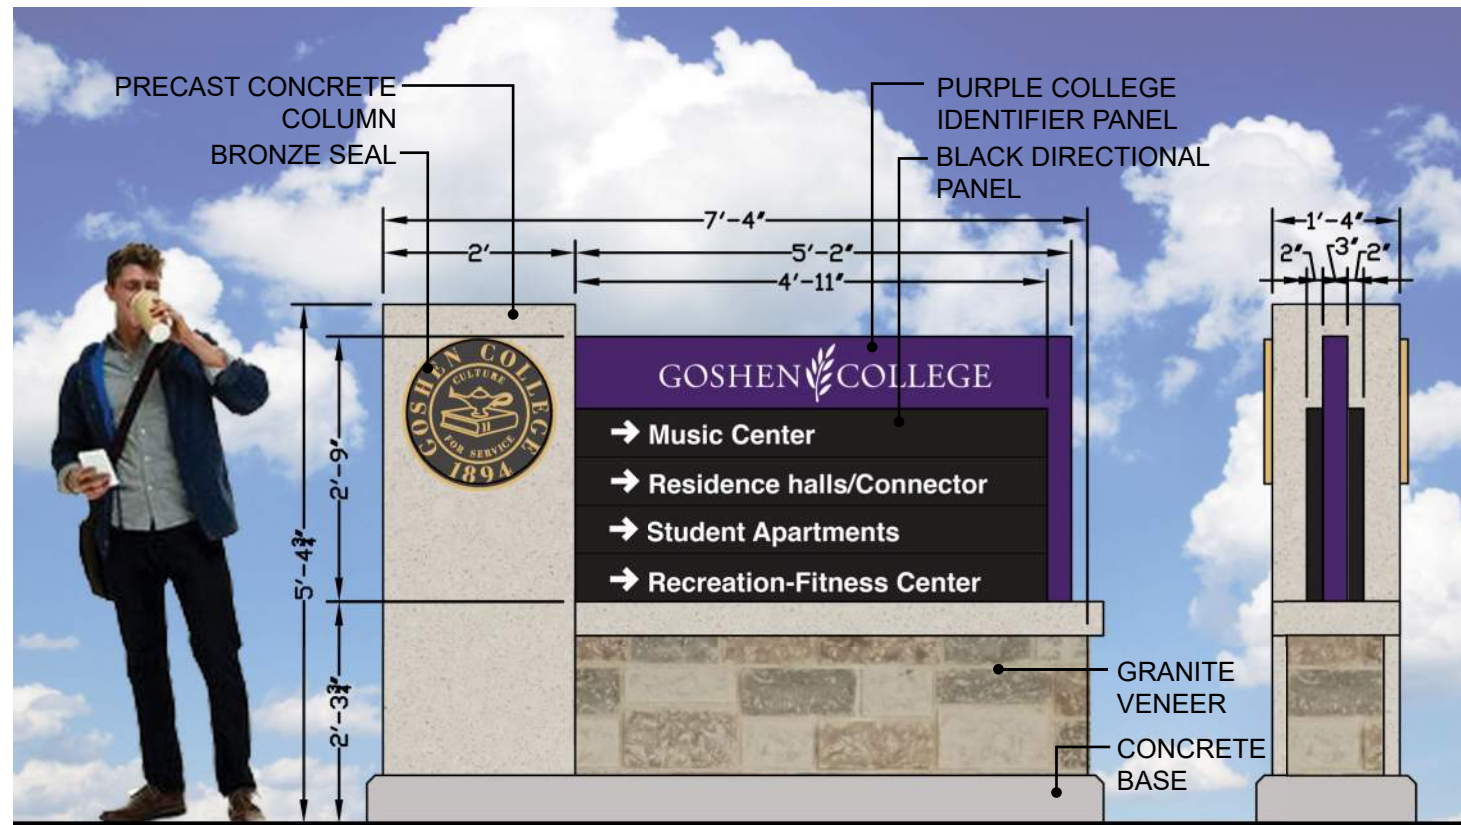 PRECAST CONCRETE
COLUMN
BRONZE SEAL
PURPLE COLLEGE
IDENTIFIER PANEL
BLACK DIRECTIONAL
PANEL
7'-4"
2'
5'-2"
4'-11"
1'-4"
2"
3"
2"
GOSHEN COLLEGE
CULTURE
FOR SERVICE
1894
GOSHEN COLLEGE
→ Music Center
→ Residence halls/Connector
→ Student Apartments
→ Recreation-Fitness Center
2'-9"
5'-4¾"
2'-3¾"
GRANITE
VENEER
CONCRETE
BASE